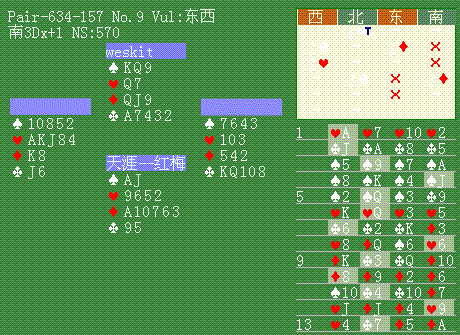 Pair-634-157 No.9 Vul:东西
南3Dx+1 NS:570
西 北 东 南
T
weskit
♠KQ9
♥Q7
♦QJ9
♣A7432
♠10852
♥AKJ84
♦K8
♣J6
♠7643
♥103
♦542
♣KQ108
天涯--红梅
♠AJ
♥9652
♦A10763
♣95
1 ♥A ♥7 ♥10 ♥2
♣J ♣A ♣8 ♣5
♠5 ♠9 ♠7 ♠A
♠8 ♠K ♠4 ♠J
5 ♠2 ♠Q ♠3 ♣9
♥K ♥Q ♥3 ♥5
♣6 ♣2 ♣K ♦3
♥8 ♦Q ♠6 ♥6
9 ♦K ♣3 ♣Q ♦10
♦8 ♦9 ♦2 ♦6
♠10 ♣4 ♣10 ♦7
♥J ♦J ♦4 ♥9
13 ♥4 ♣7 ♦5 ♦A